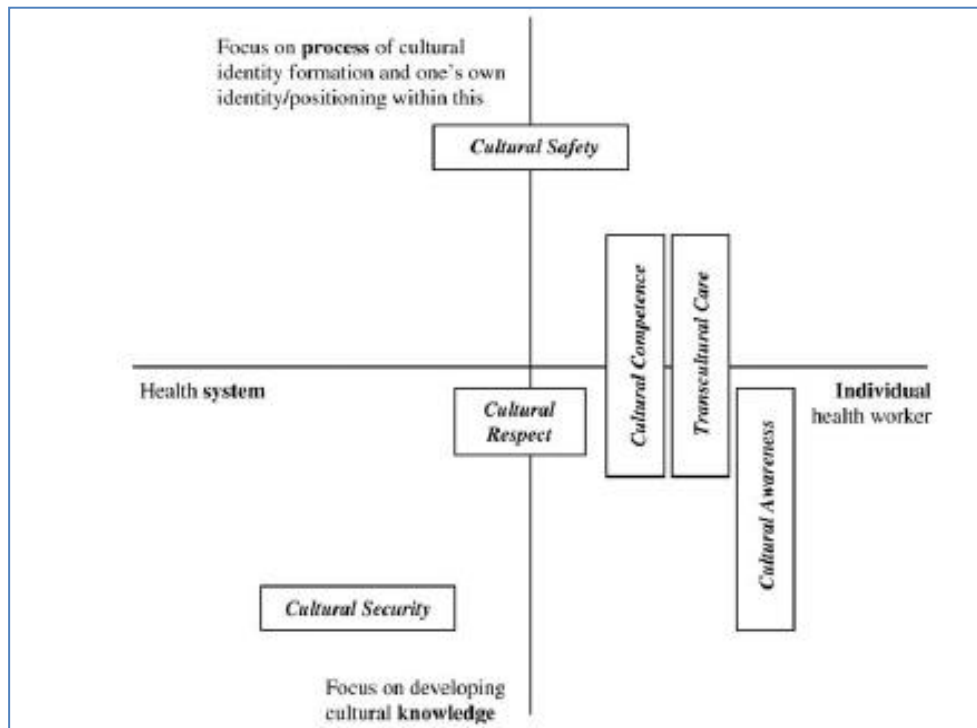 Focus on process of cultural
identity formation and one's own
identity/positioning within this
Cultural Safety
Cultural Competence
Transcultural Care
Health system
Individual
health worker
Cultural
Respect
Cultural Awareness
Cultural Security
Focus on developing
cultural knowledge